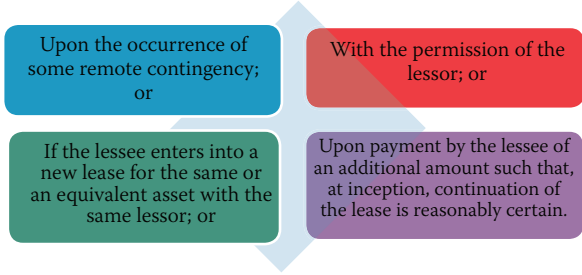 Upon the occurrence of
some remote contingency;
or
With the permission of the
lessor; or
If the lessee enters into a
new lease for the same or
an equivalent asset with the
same lessor; or
Upon payment by the lessee of
an additional amount such that,
at inception, continuation of
the lease is reasonably certain.